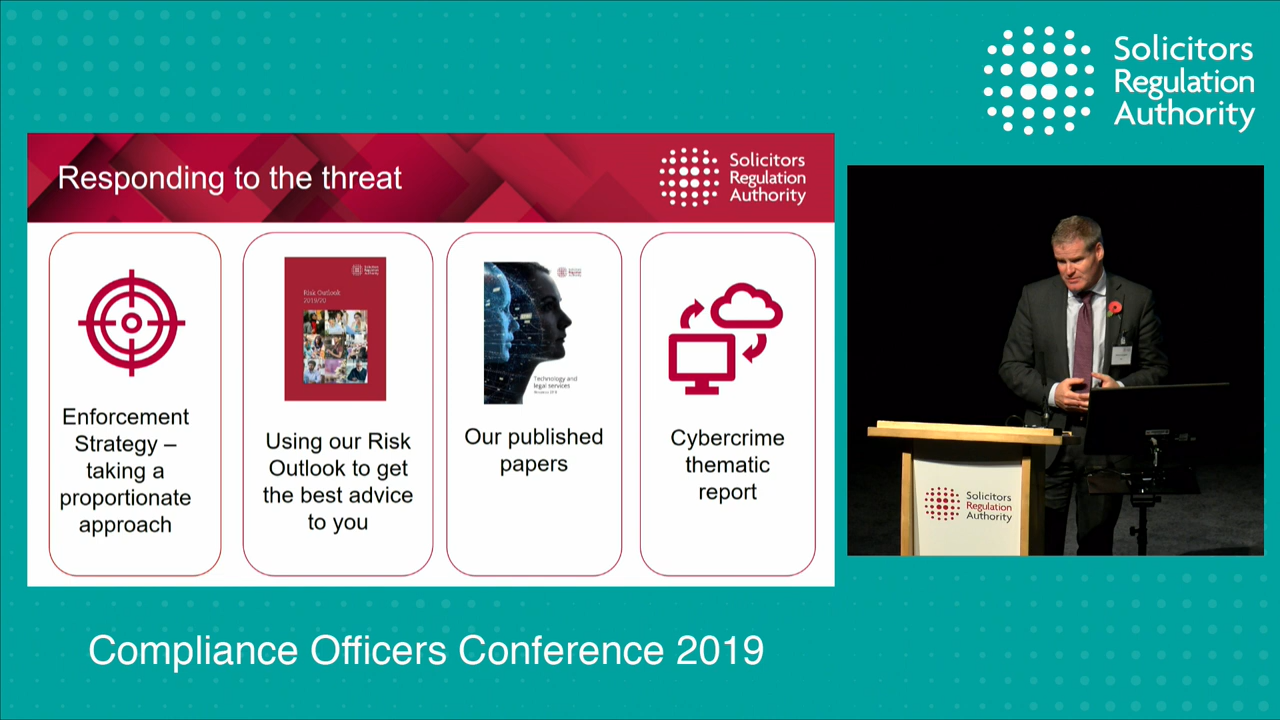 Solicitors
Regulation
Authority
Responding to the threat
Solicitors
Regulation
Authority
Enforcement
Strategy –
taking a
proportionate
approach
Risk Outlook
2019/20
Using our Risk
Outlook to get
the best advice
to you
Technology and
legal services
Our published
papers
Cybercrime
thematic
report
Solicitors
Regulation
Authority
Compliance Officers Conference 2019